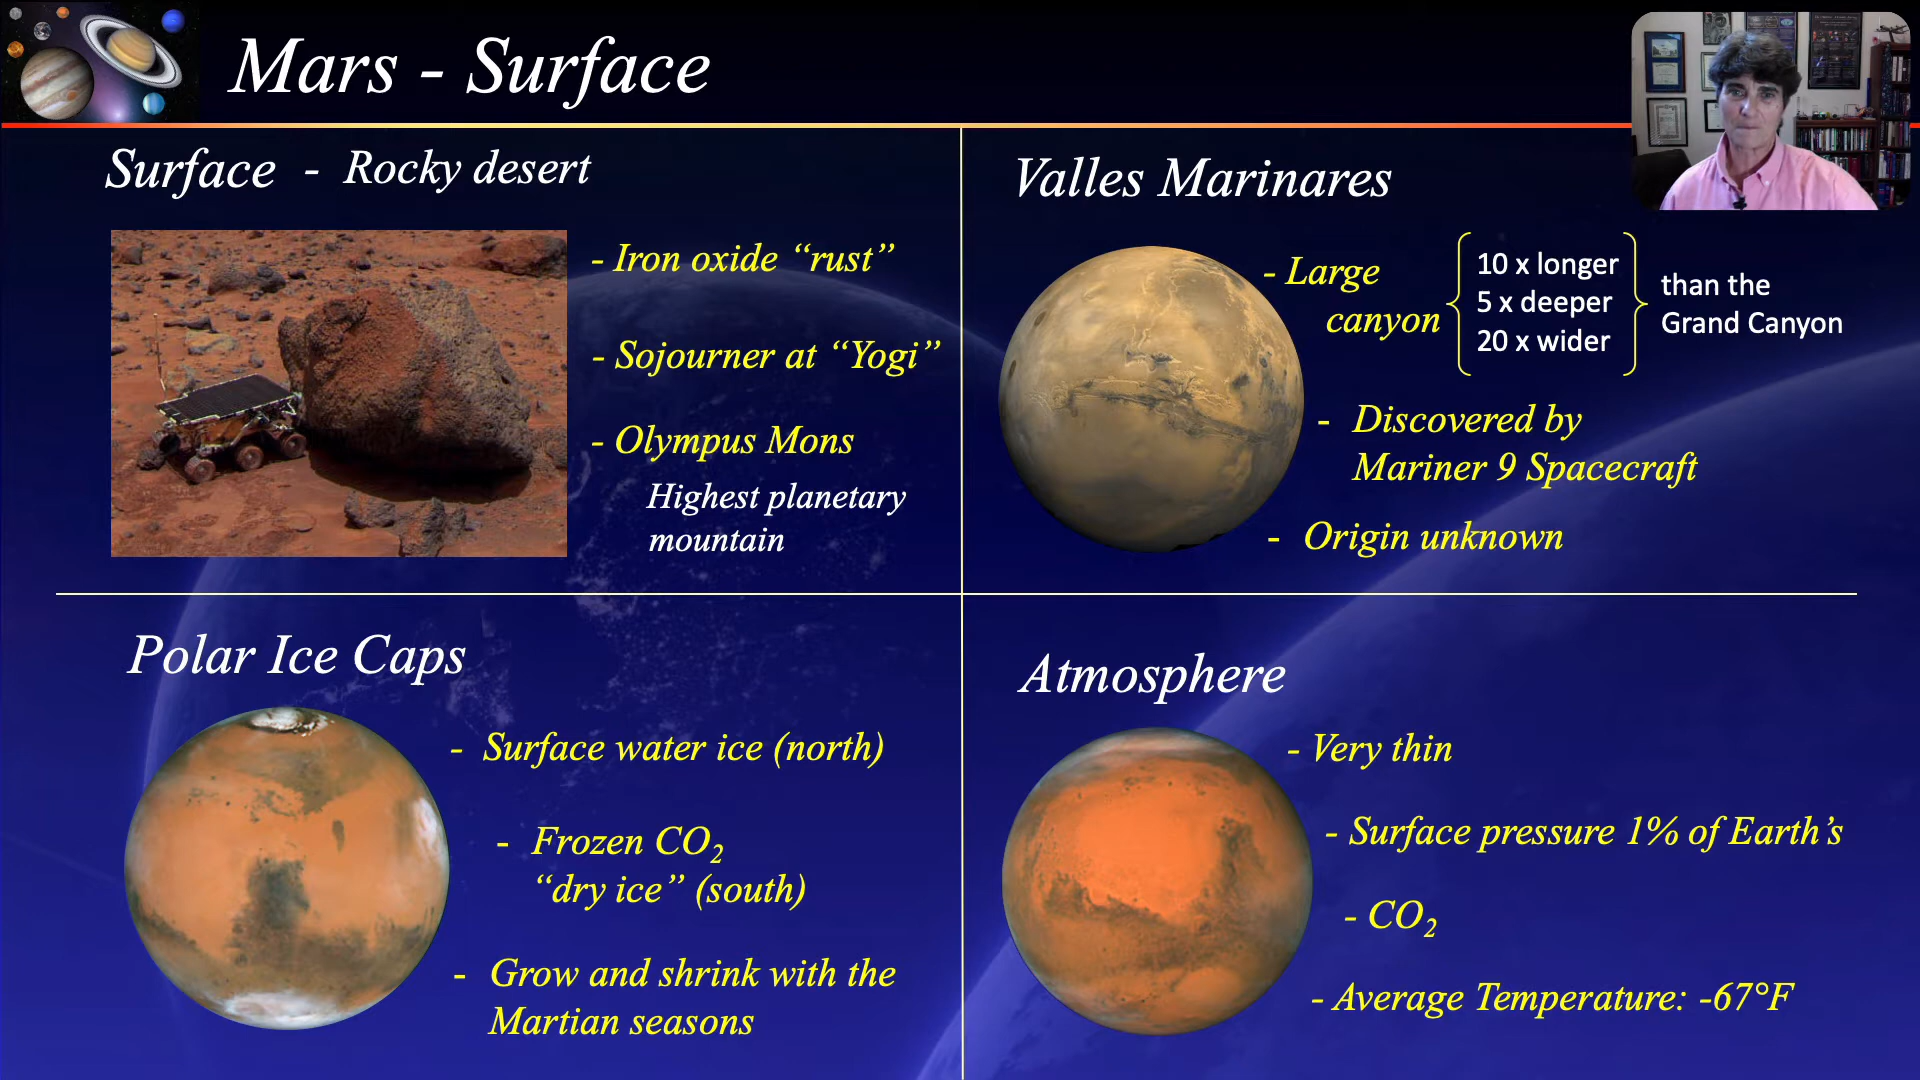 Mars - Surface
Surface - Rocky desert
- Iron oxide “rust”
- Sojourner at “Yogi”
- Olympus Mons
Highest planetary
mountain
Valles Marinares
- Large
canyon
10 x longer
5 x deeper
20 x wider
than the
Grand Canyon
- Discovered by
Mariner 9 Spacecraft
- Origin unknown
Polar Ice Caps
- Surface water ice (north)
- Frozen CO₂
“dry ice” (south)
- Grow and shrink with the
Martian seasons
Atmosphere
- Very thin
- Surface pressure 1% of Earth’s
- CO₂
- Average Temperature: -67°F